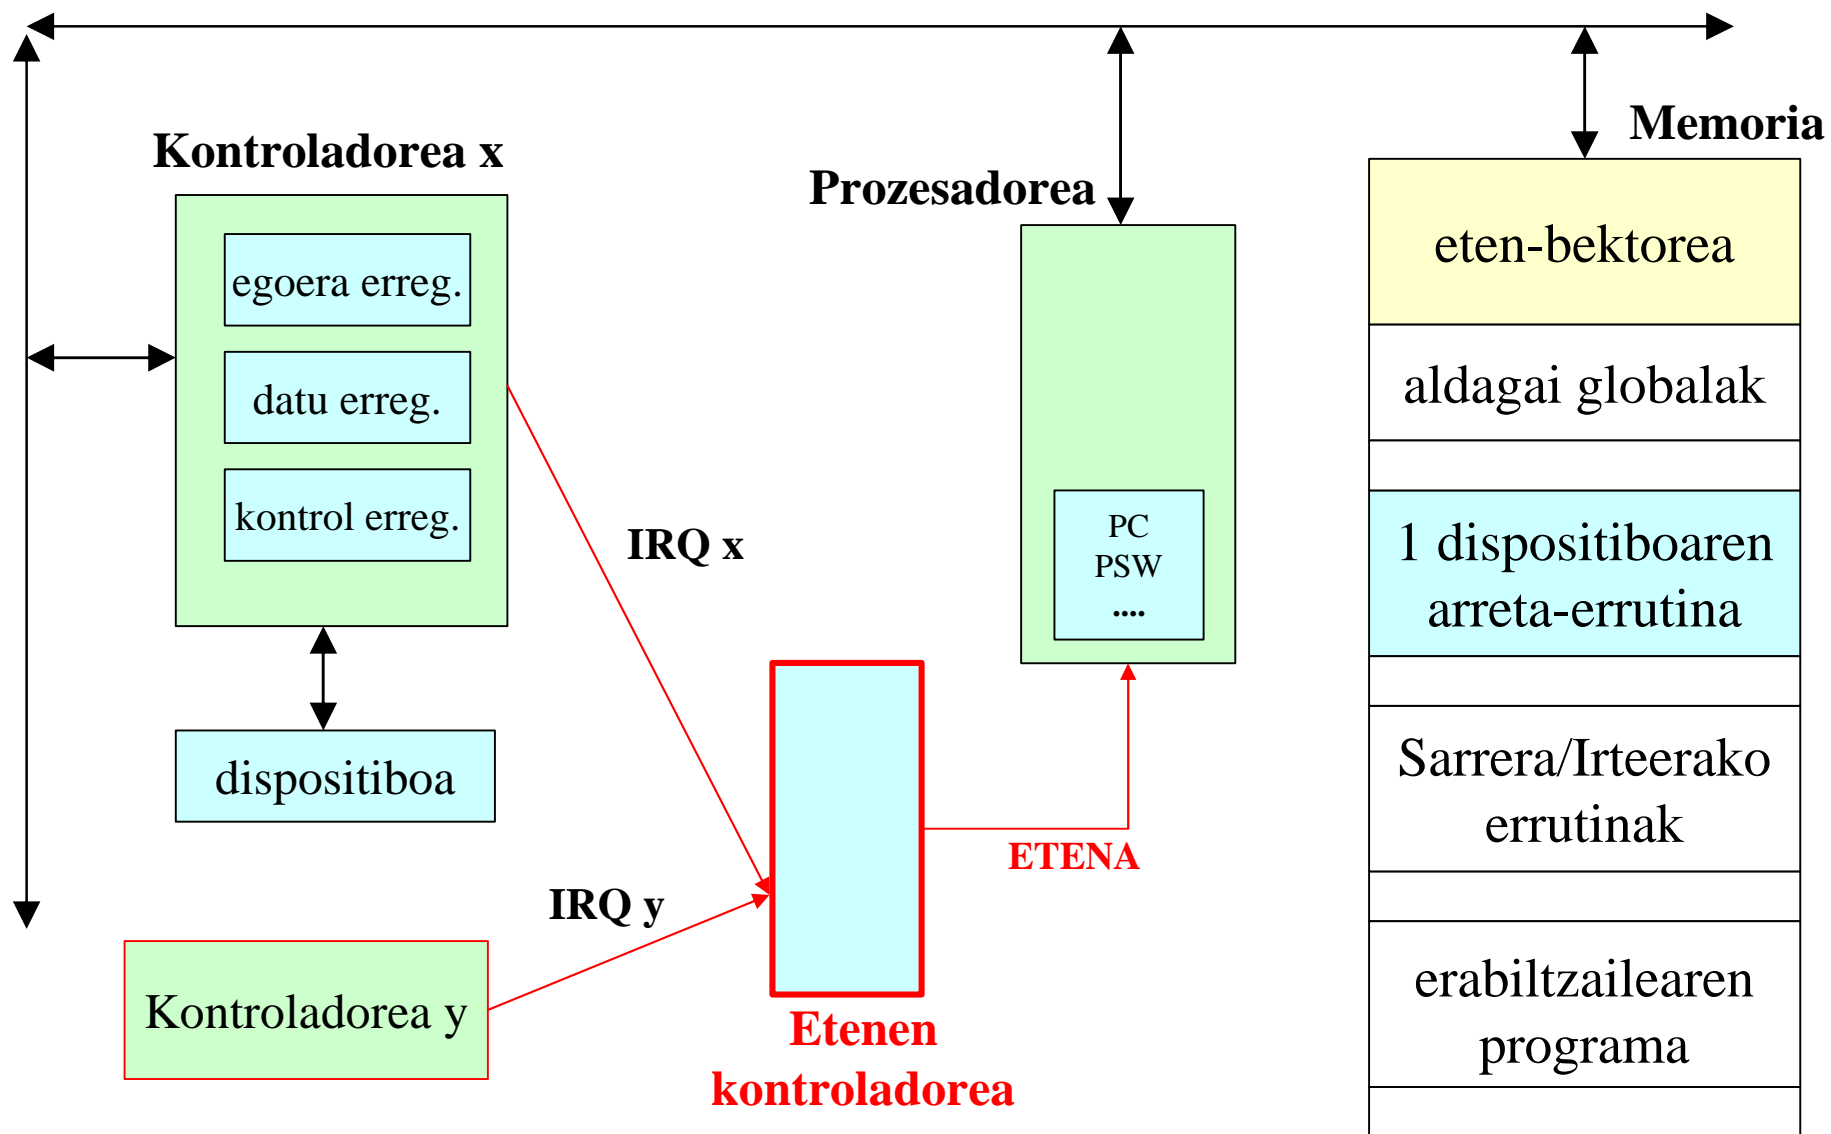 Kontroladorea x
egoera erreg.
datu erreg.
kontrol erreg.
dispositiboa
Kontroladorea y
IRQ x
IRQ y
Etenen
kontroladorea
ETENA
Prozesadorea
PC
PSW
....
Memoria
eten-bektorea
aldagai globalak
1 dispositiboaren
arreta-errutina
Sarrera/Irteerako
errutinak
erabiltzailearen
programa